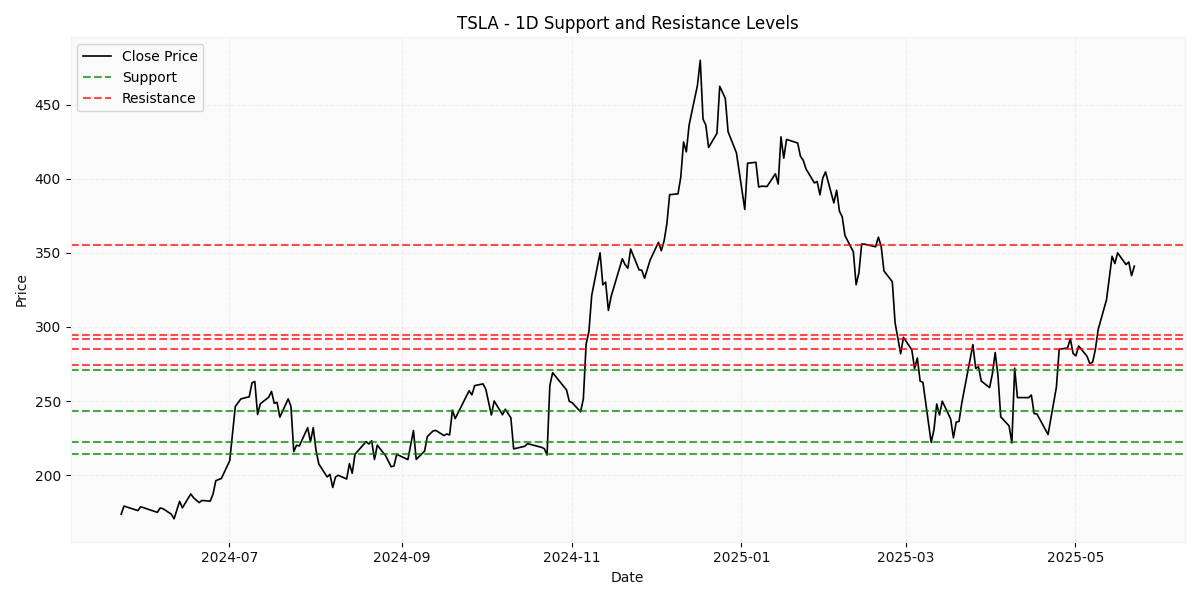 TSLA - 1D Support and Resistance Levels
Close Price
Support
Resistance
Price
450
400
350
300
250
200
2024-07
2024-09
2024-11
2025-01
2025-03
2025-05
Date